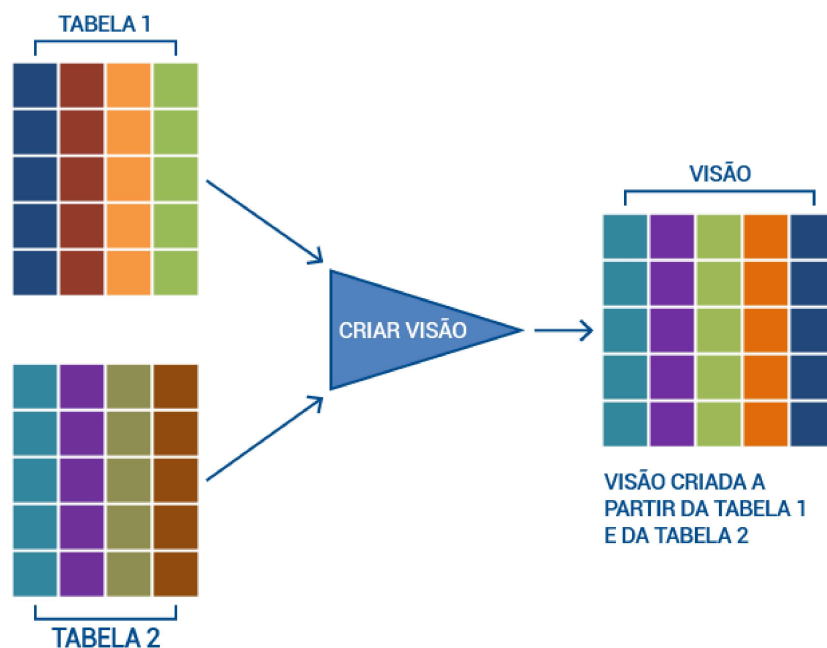 TABELA 1
VISÃO
CRIAR VISÃO
VISÃO CRIADA A
PARTIR DA TABELA 1
E DA TABELA 2
TABELA 2